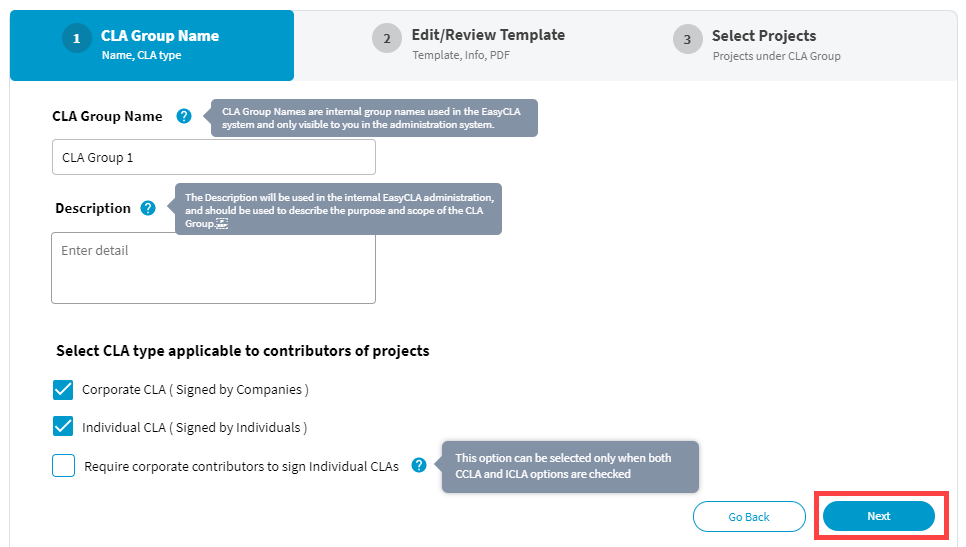 1 CLA Group Name
Name, CLA type
2 Edit/Review Template
Template, Info, PDF
3 Select Projects
Projects under CLA Group
CLA Group Name ?
CLA Group Names are internal group names used in the EasyCLA
system and only visible to you in the administration system.
CLA Group 1
Description ?
The Description will be used in the internal EasyCLA administration,
and should be used to describe the purpose and scope of the CLA
Group.
Enter detail
Select CLA type applicable to contributors of projects
Corporate CLA ( Signed by Companies )
Individual CLA ( Signed by Individuals )
Require corporate contributors to sign Individual CLAs ?
This option can be selected only when both
CCLA and ICLA options are checked
Go Back
Next